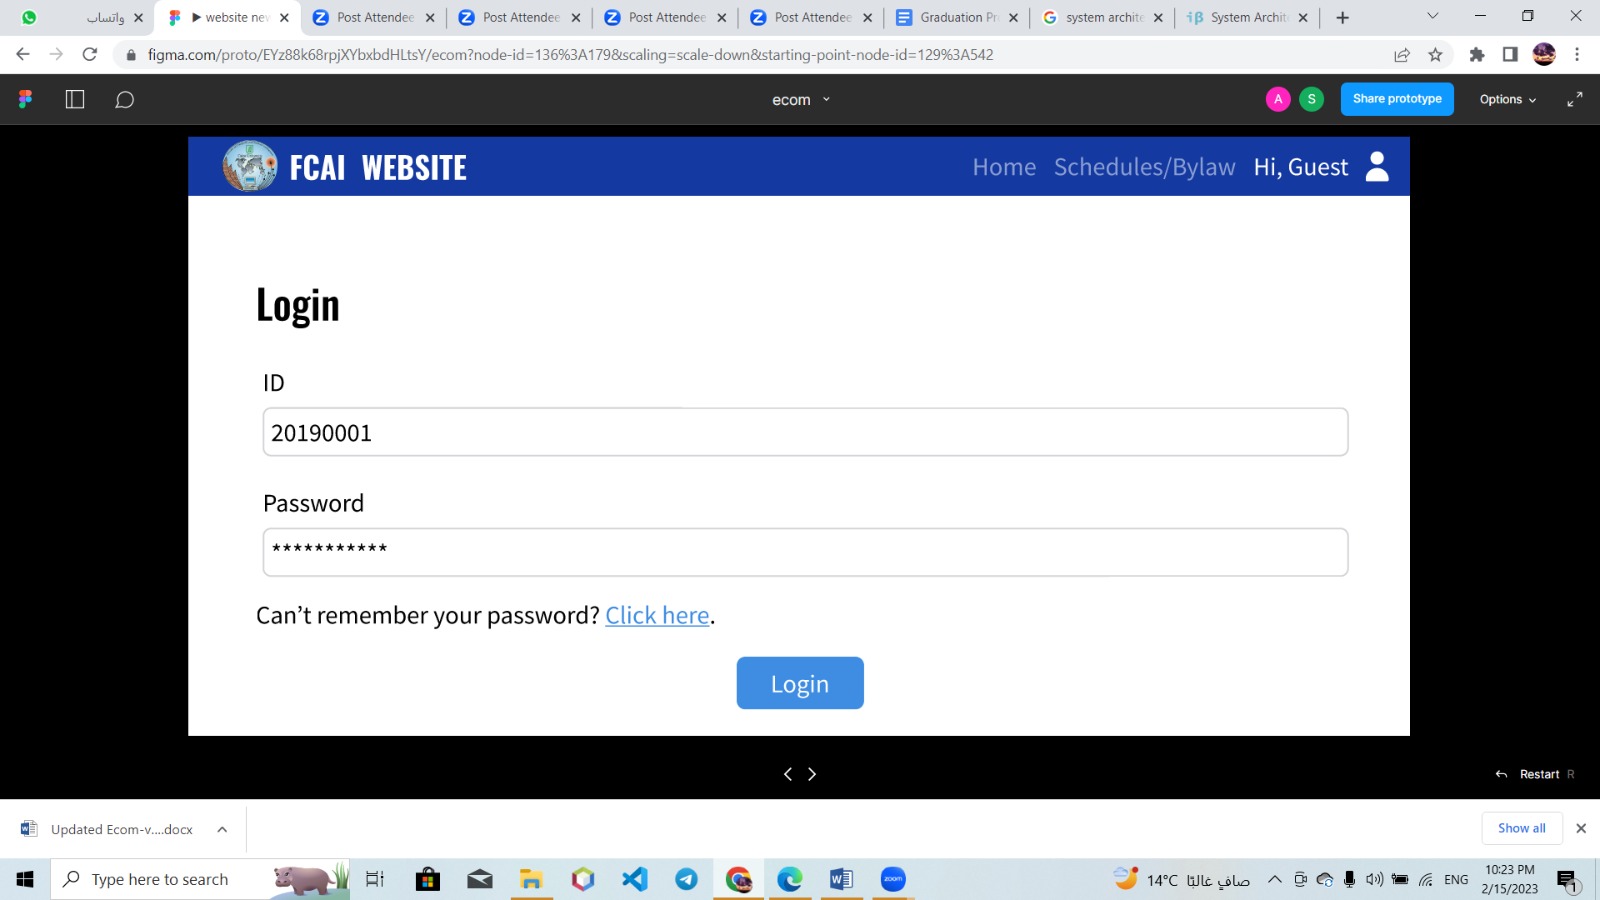 واتساب
website nev
Post Attendee
Post Attendee
Post Attendee
Post Attendee
Graduation Pr
system archite
System Archit
figma.com/proto/EYz88k68rpjXYbxbdHLtsY/ecom?node-id=136%3A179&scaling=scale-down&starting-point-node-id=129%3A542
ecom
A
S
Share prototype
Options
FCAI WEBSITE
Home
Schedules/Bylaw
Hi, Guest
Login
ID
20190001
Password
***********
Can’t remember your password? Click here.
Login
Restart R
Updated Ecom-v....docx
Show all
Type here to search
zoom
14°C صافٍ غالبًا
ENG
10:23 PM
2/15/2023
1